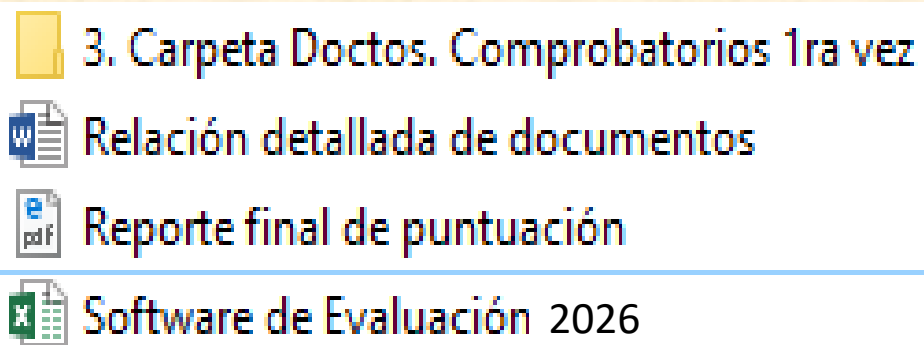 3. Carpeta Doctos. Comprobatorios 1ra vez
Relación detallada de documentos
Reporte final de puntuación
Software de Evaluación 2026